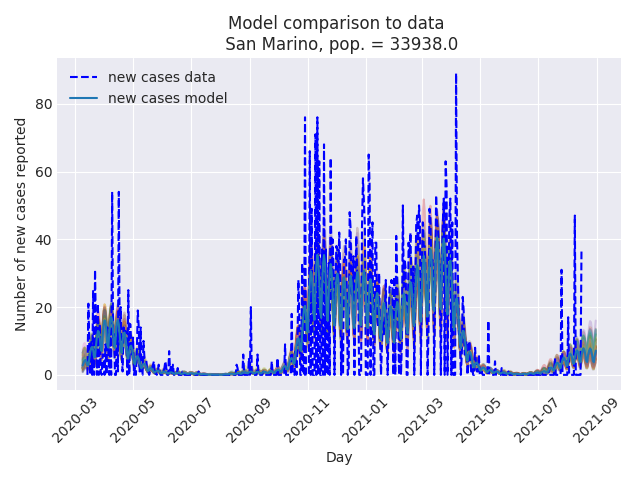 Model comparison to data
San Marino, pop. = 33938.0
new cases data
new cases model
Number of new cases reported
80
60
40
20
0
2020-03
2020-05
2020-07
2020-09
2020-11
2021-01
2021-03
2021-05
2021-07
2021-09
Day